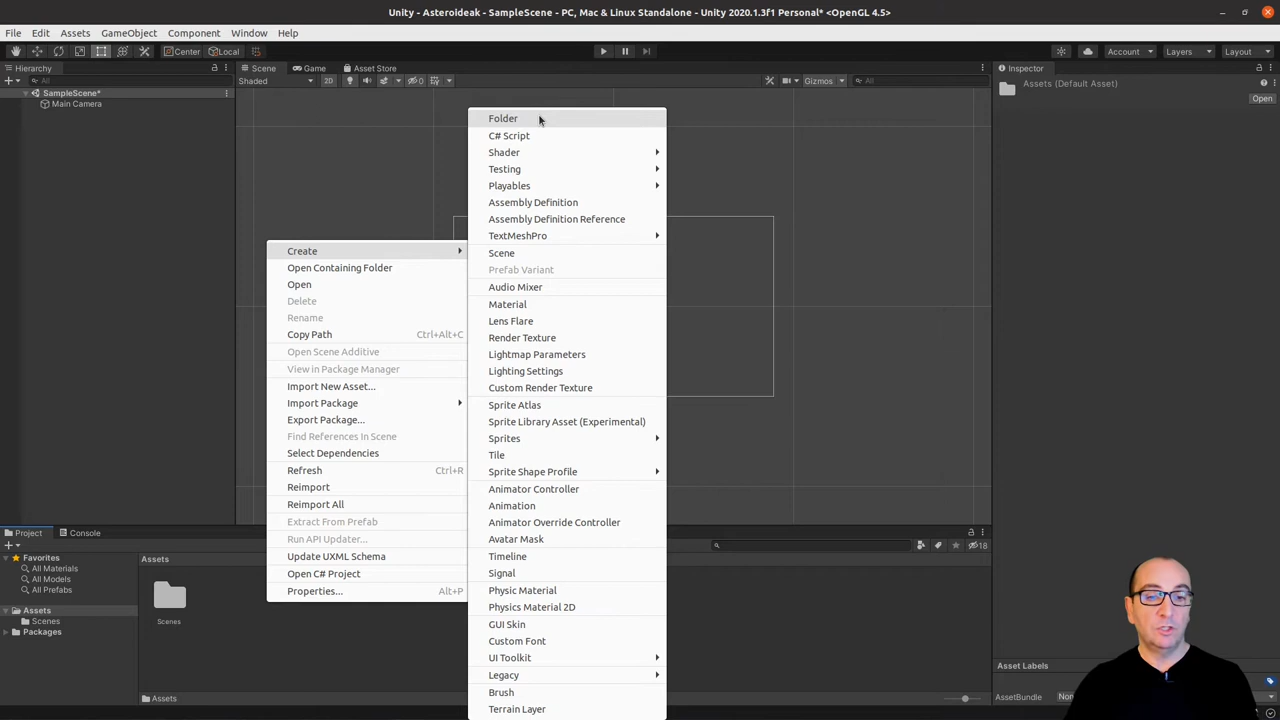 Unity - Asteroideak - SampleScene - PC, Mac & Linux Standalone - Unity 2020.1.3f1 Personal* <OpenGL 4.5>
File Edit Assets GameObject Component Window Help
Center Local Account Layers Layout
Hierarchy
All
SampleScene*
Main Camera
Scene Game Asset Store
Shaded 2D 0 Gizmos All
Inspector
Assets (Default Asset)
Open
Create
Open Containing Folder
Open
Delete
Rename
Copy Path Ctrl+Alt+C
Open Scene Additive
View in Package Manager
Import New Asset...
Import Package
Export Package...
Find References In Scene
Select Dependencies
Refresh Ctrl+R
Reimport
Reimport All
Extract From Prefab
Run API Updater...
Update UXML Schema
Open C# Project
Properties... Alt+P
Folder
C# Script
Shader
Testing
Playables
Assembly Definition
Assembly Definition Reference
TextMeshPro
Scene
Prefab Variant
Audio Mixer
Material
Lens Flare
Render Texture
Lightmap Parameters
Lighting Settings
Custom Render Texture
Sprite Atlas
Sprite Library Asset (Experimental)
Sprites
Tile
Sprite Shape Profile
Animator Controller
Animation
Animator Override Controller
Avatar Mask
Timeline
Signal
Physic Material
Physics Material 2D
GUI Skin
Custom Font
UI Toolkit
Legacy
Brush
Terrain Layer
Project Console
18
Favorites
All Materials
All Models
All Prefabs
Assets
Scenes
Packages
Assets
Scenes
Assets
Asset Labels
AssetBundle